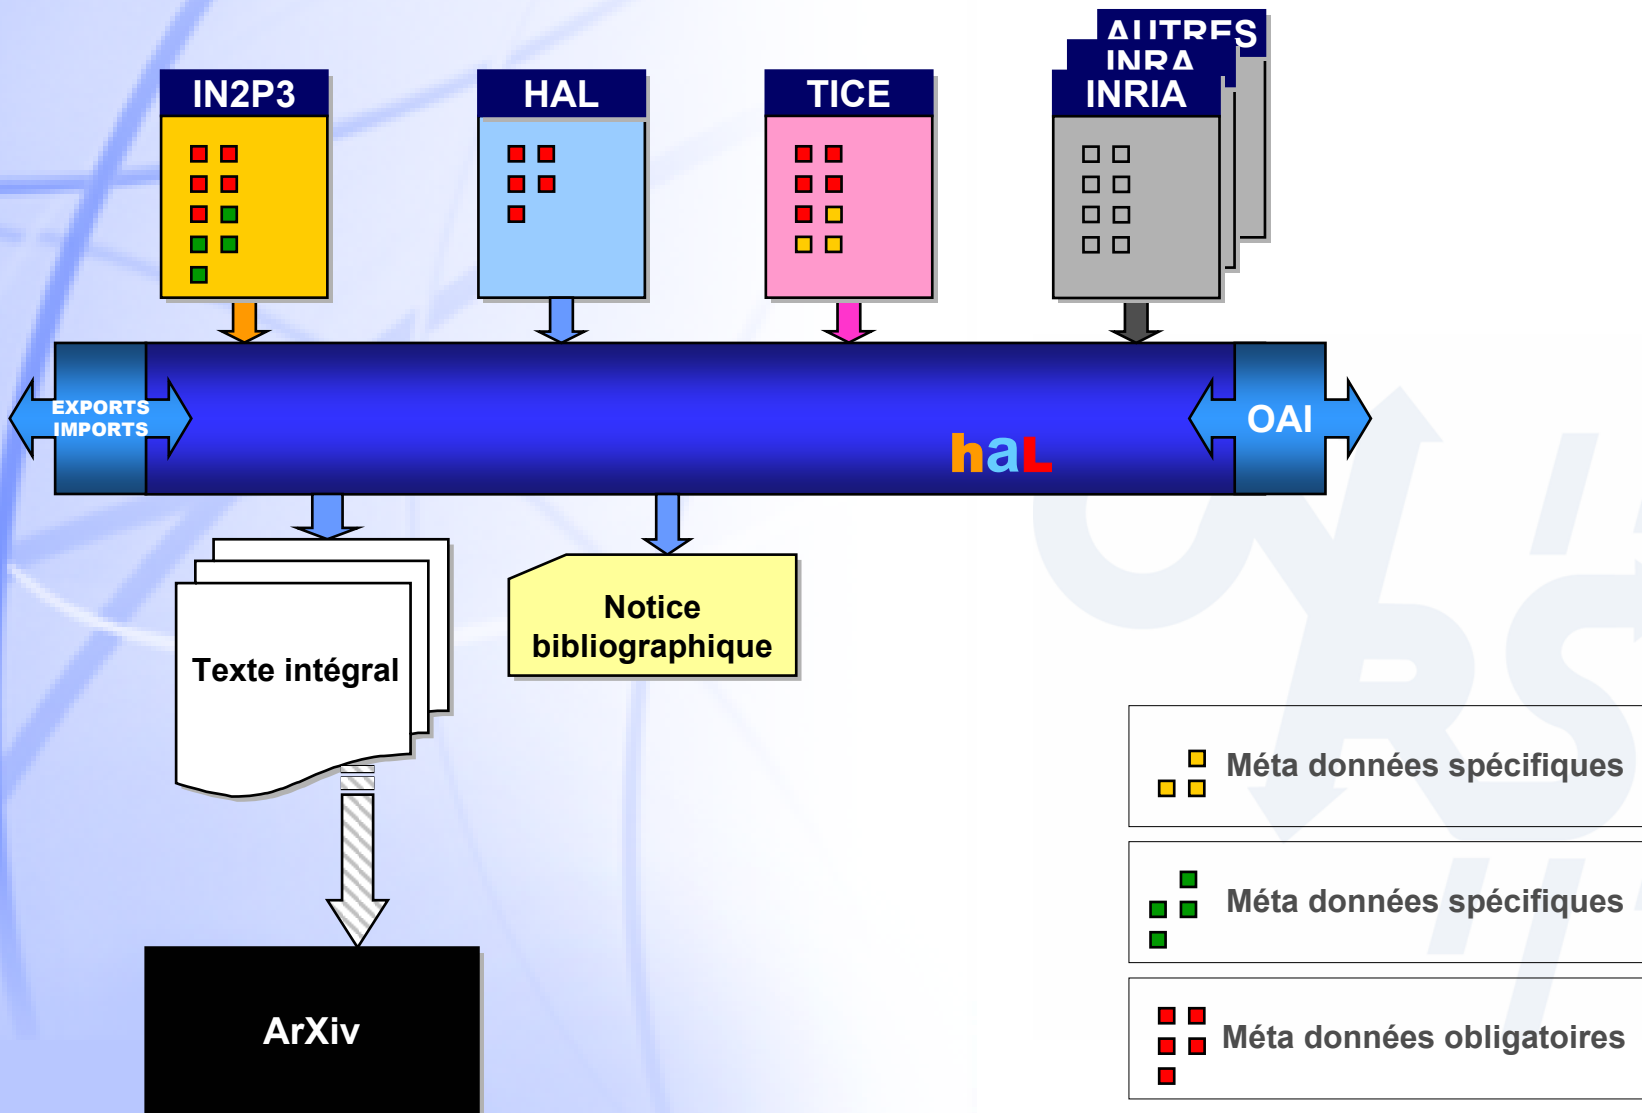 AUTRES
INRA
IN2P3
HAL
TICE
INRIA
EXPORTS
IMPORTS
haL
OAI
Notice
bibliographique
Texte intégral
Méta données spécifiques
Méta données spécifiques
Méta données obligatoires
ArXiv
CNRS